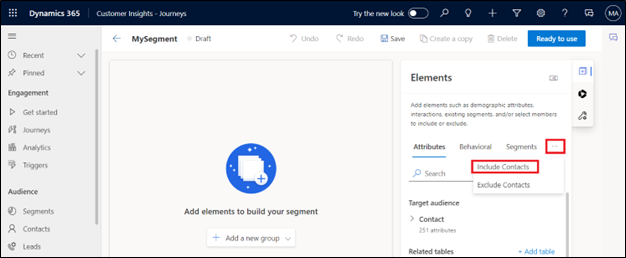 Dynamics 365
Customer Insights - Journeys
Try the new look
MA
Recent
Pinned
Engagement
Get started
Journeys
Analytics
Triggers
Audience
Segments
Contacts
Leads
MySegment
Draft
Undo
Redo
Save
Create a copy
Delete
Ready to use
Add elements to build your segment
+ Add a new group
Elements
Add elements such as demographic attributes,
interactions, existing segments, and/or select members
to include or exclude.
Attributes Behavioral Segments ...
Include Contacts
Search
Exclude Contacts
Target audience
Contact
251 attributes
Related tables
+ Add table